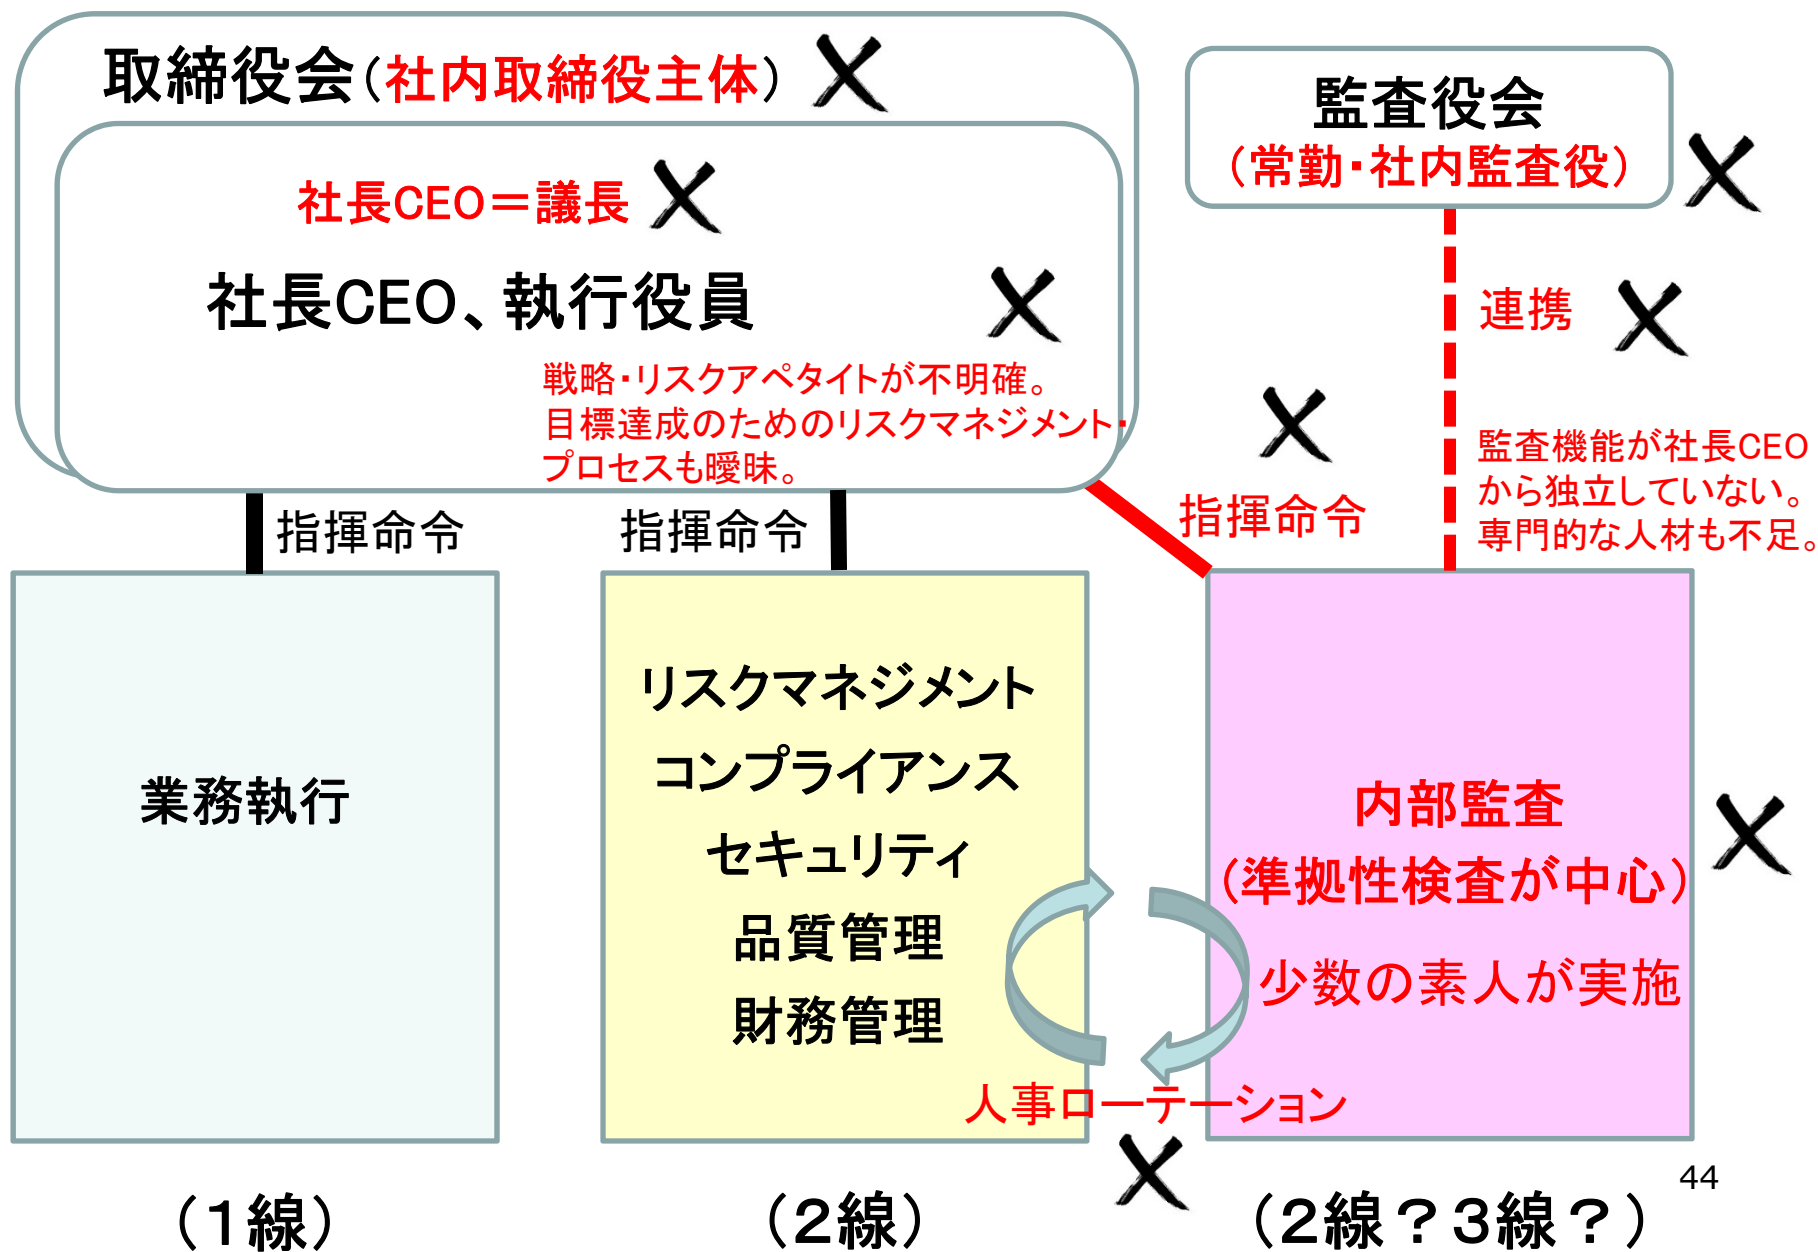 取締役会(社内取締役主体)
社長CEO＝議長
社長CEO、執行役員
戦略・リスクアペタイトが不明確。
目標達成のためのリスクマネジメント・
プロセスも曖昧。
監査役会
(常勤・社内監査役)
連携
監査機能が社長CEO
から独立していない。
専門的な人材も不足。
指揮命令
指揮命令
指揮命令
業務執行
リスクマネジメント
コンプライアンス
セキュリティ
品質管理
財務管理
内部監査
(準拠性検査が中心)
少数の素人が実施
人事ローテーション
(１線)
(２線)
(２線？３線？)
44